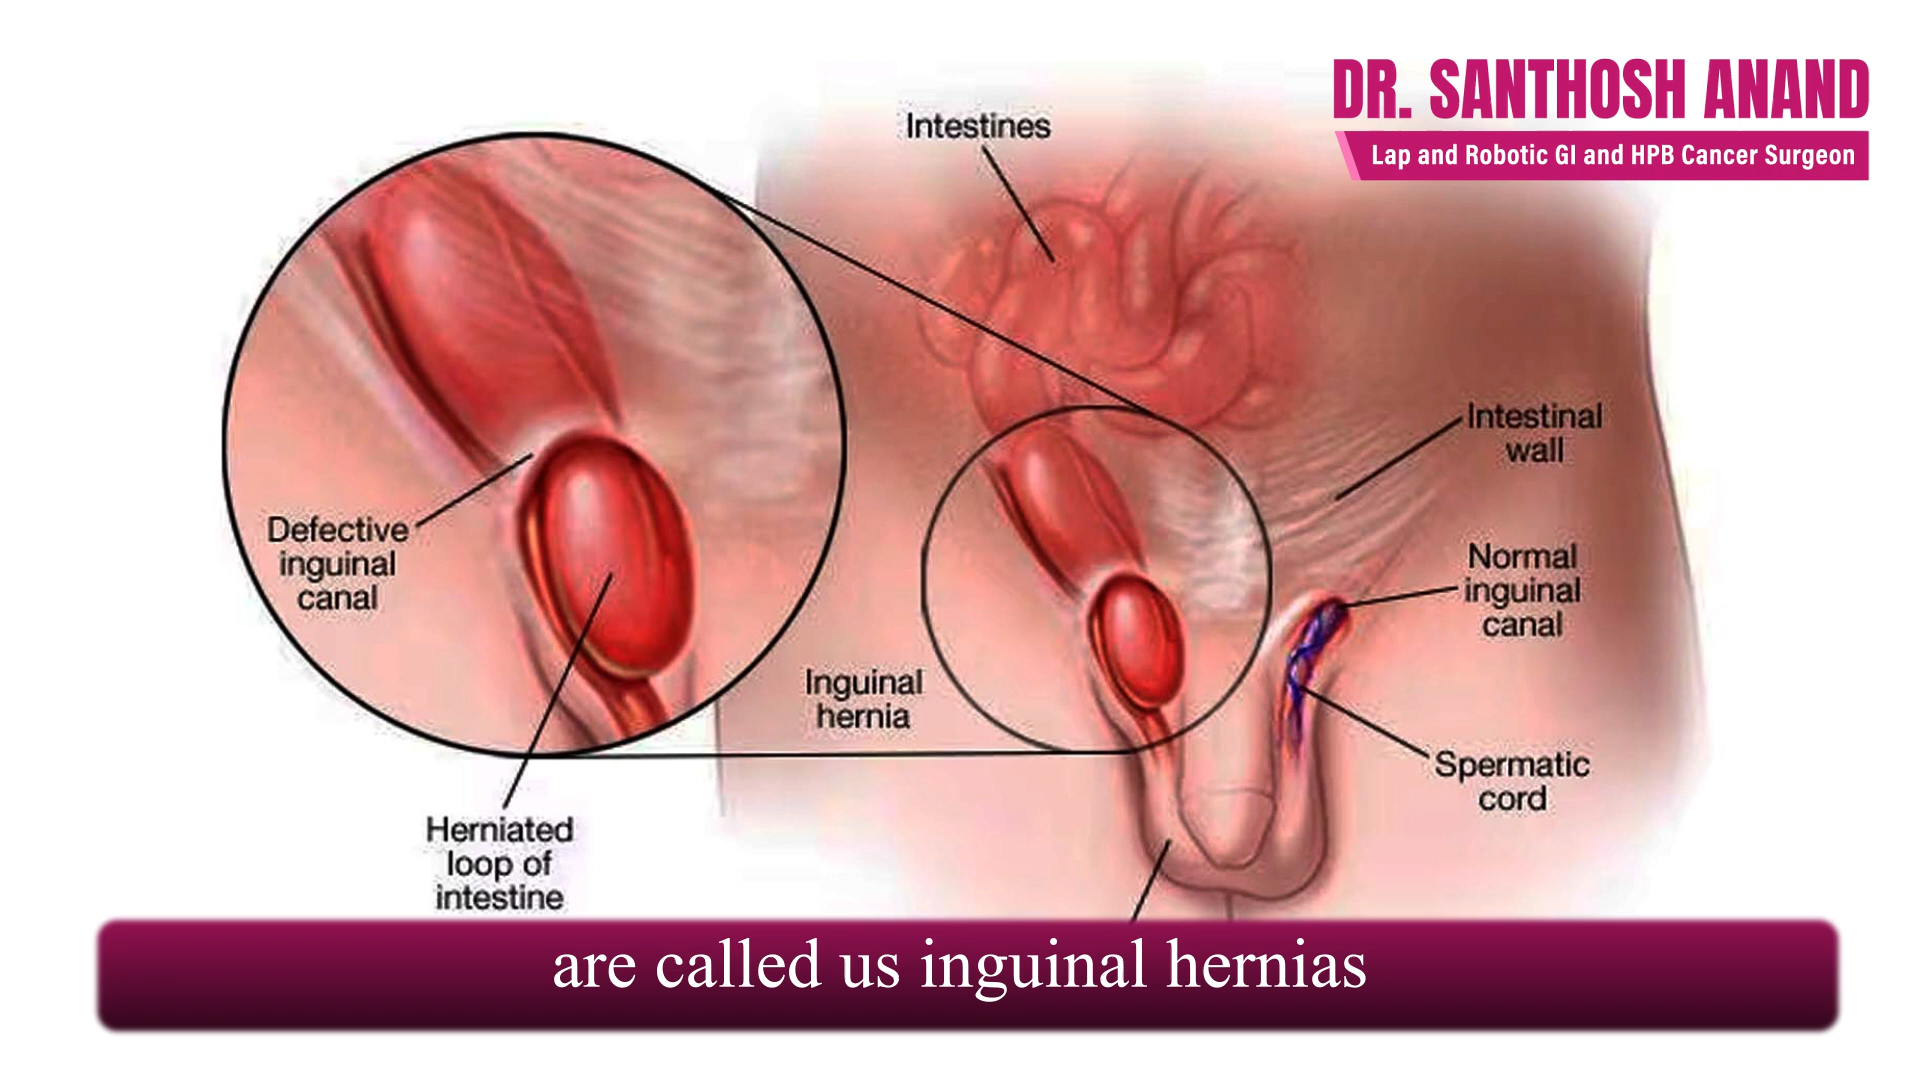 DR. SANTHOSH ANAND
Lap and Robotic GI and HPB Cancer Surgeon
Intestines
Intestinal
wall
Defective
inguinal
canal
Normal
inguinal
canal
Inguinal
hernia
Spermatic
cord
Herniated
loop of
intestine
are called us inguinal hernias